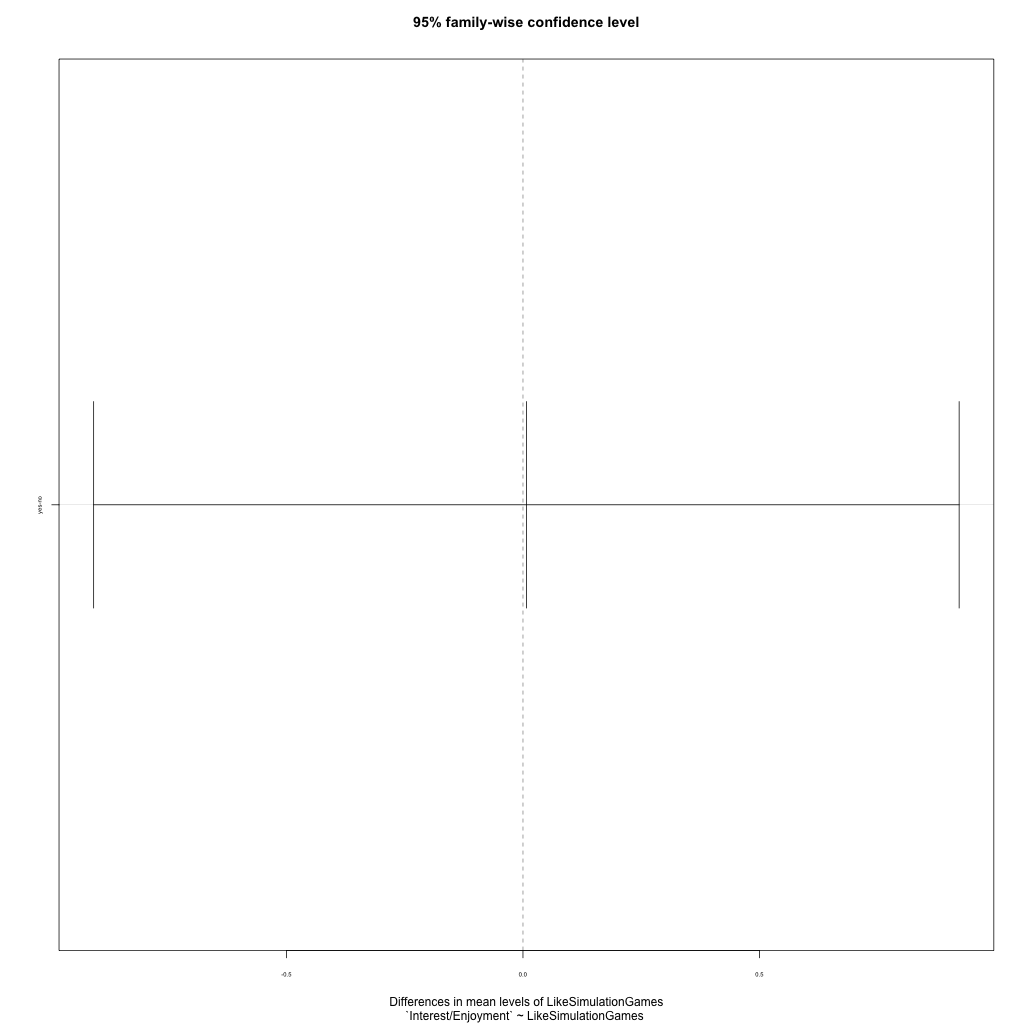 95% family-wise confidence level
yes-no
-0.5
0.0
0.5
Differences in mean levels of LikeSimulationGames
`Interest/Enjoyment` ~ LikeSimulationGames